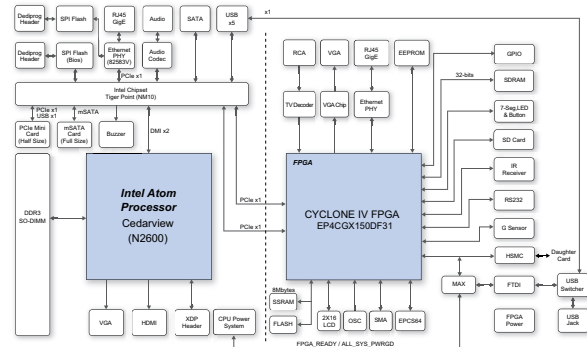 Dediprog
Header
SPI Flash
RJ45
GigE
Audio
SATA
USB
x5
x1
Dediprog
Header
SPI Flash
(Bios)
Ethernet
PHY
(82583V)
Audio
Codec
PCIe x1
Intel Chipset
Tiger Point (NM10)
PCIe x1
USB x1
mSATA
PCIe Mini
Card
(Half Size)
mSATA
Card
(Full Size)
Buzzer
DMI x2
RCA
VGA
RJ45
GigE
EEPROM
TV Decoder
VGA Chip
Ethernet
PHY
GPIO
32-bits
SDRAM
7-Seg,LED
& Button
SD Card
IR
Receiver
RS232
G Sensor
HSMC
Daughter
Card
DDR3
SO-DIMM
Intel Atom
Processor
Cedarview
(N2600)
PCIe x1
PCIe x1
FPGA
CYCLONE IV FPGA
EP4CGX150DF31
MAX
FTDI
USB
Switcher
8Mbytes
SSRAM
FLASH
2X16
LCD
OSC
SMA
EPCS64
FPGA
Power
USB
Jack
VGA
HDMI
XDP
Header
CPU Power
System
FPGA_READY / ALL_SYS_PWRGD